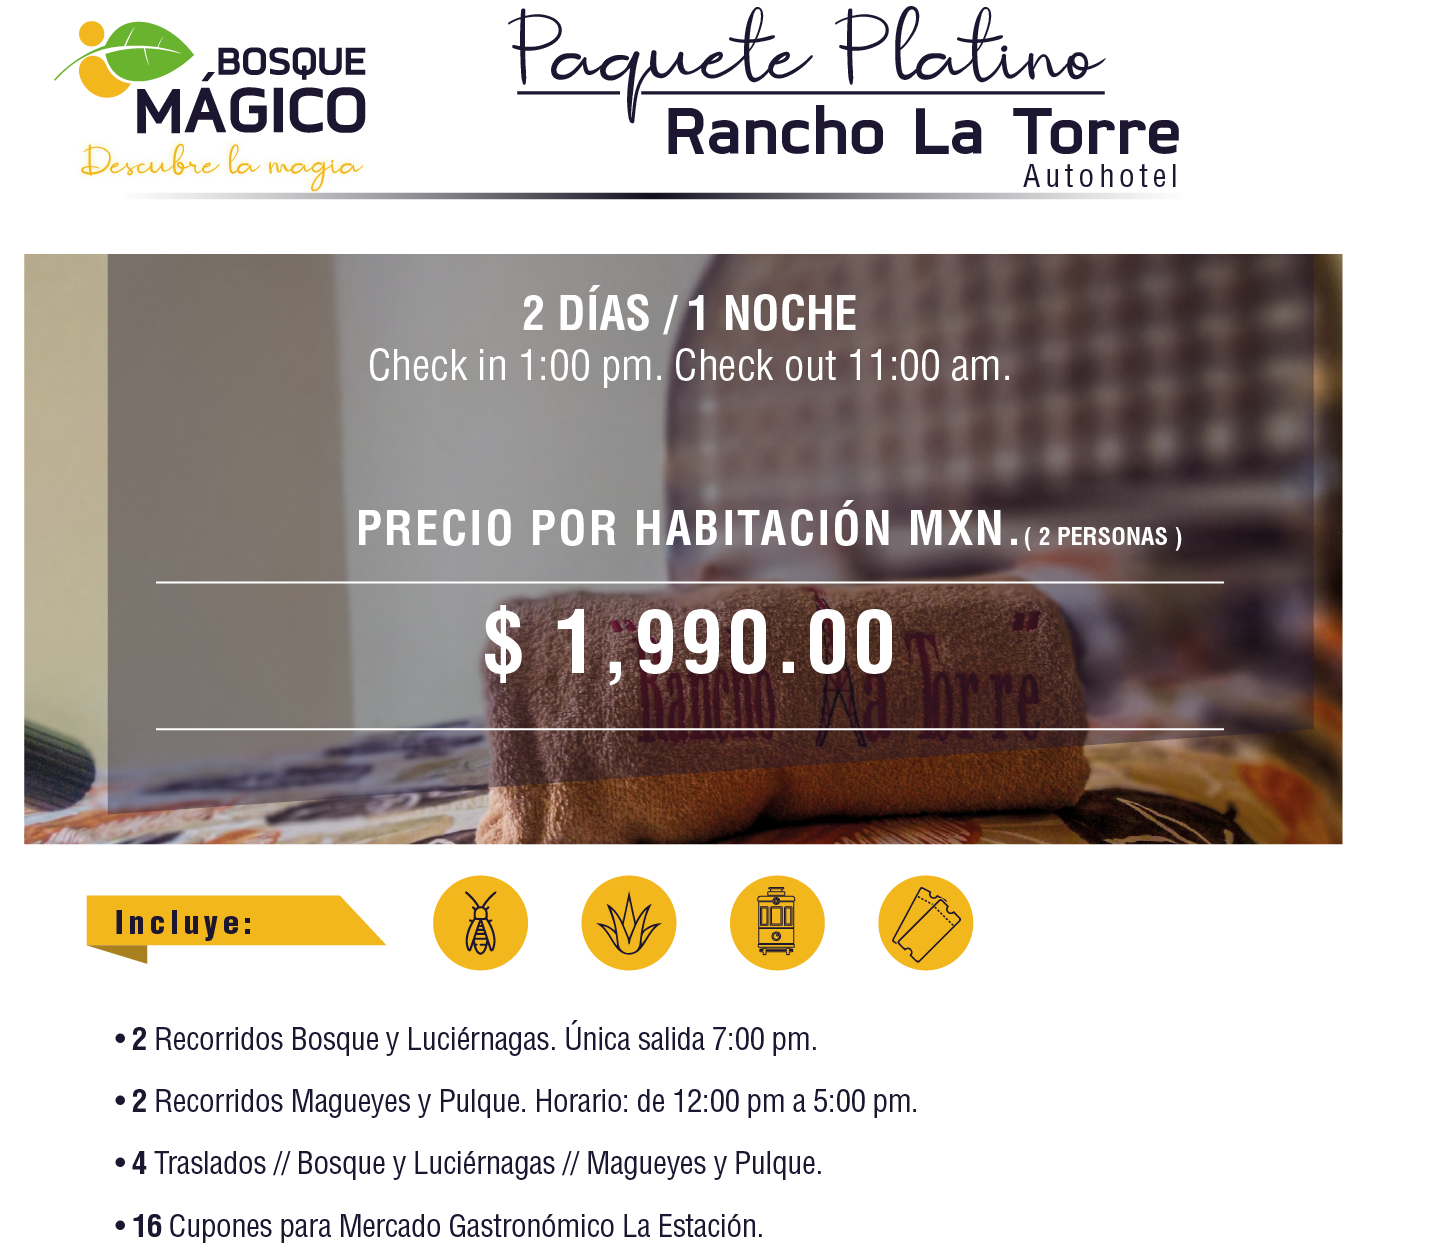 BOSQUE
MÁGICO
Descubre la magia
Paquete Platino
Rancho La Torre
Autohotel
2 DÍAS / 1 NOCHE
Check in 1:00 pm. Check out 11:00 am.
PRECIO POR HABITACIÓN MXN. ( 2 PERSONAS )
$ 1,990.00
"Rancho La Torre"
Incluye:
• 2 Recorridos Bosque y Luciérnagas. Única salida 7:00 pm.
• 2 Recorridos Magueyes y Pulque. Horario: de 12:00 pm a 5:00 pm.
• 4 Traslados // Bosque y Luciérnagas // Magueyes y Pulque.
• 16 Cupones para Mercado Gastronómico La Estación.